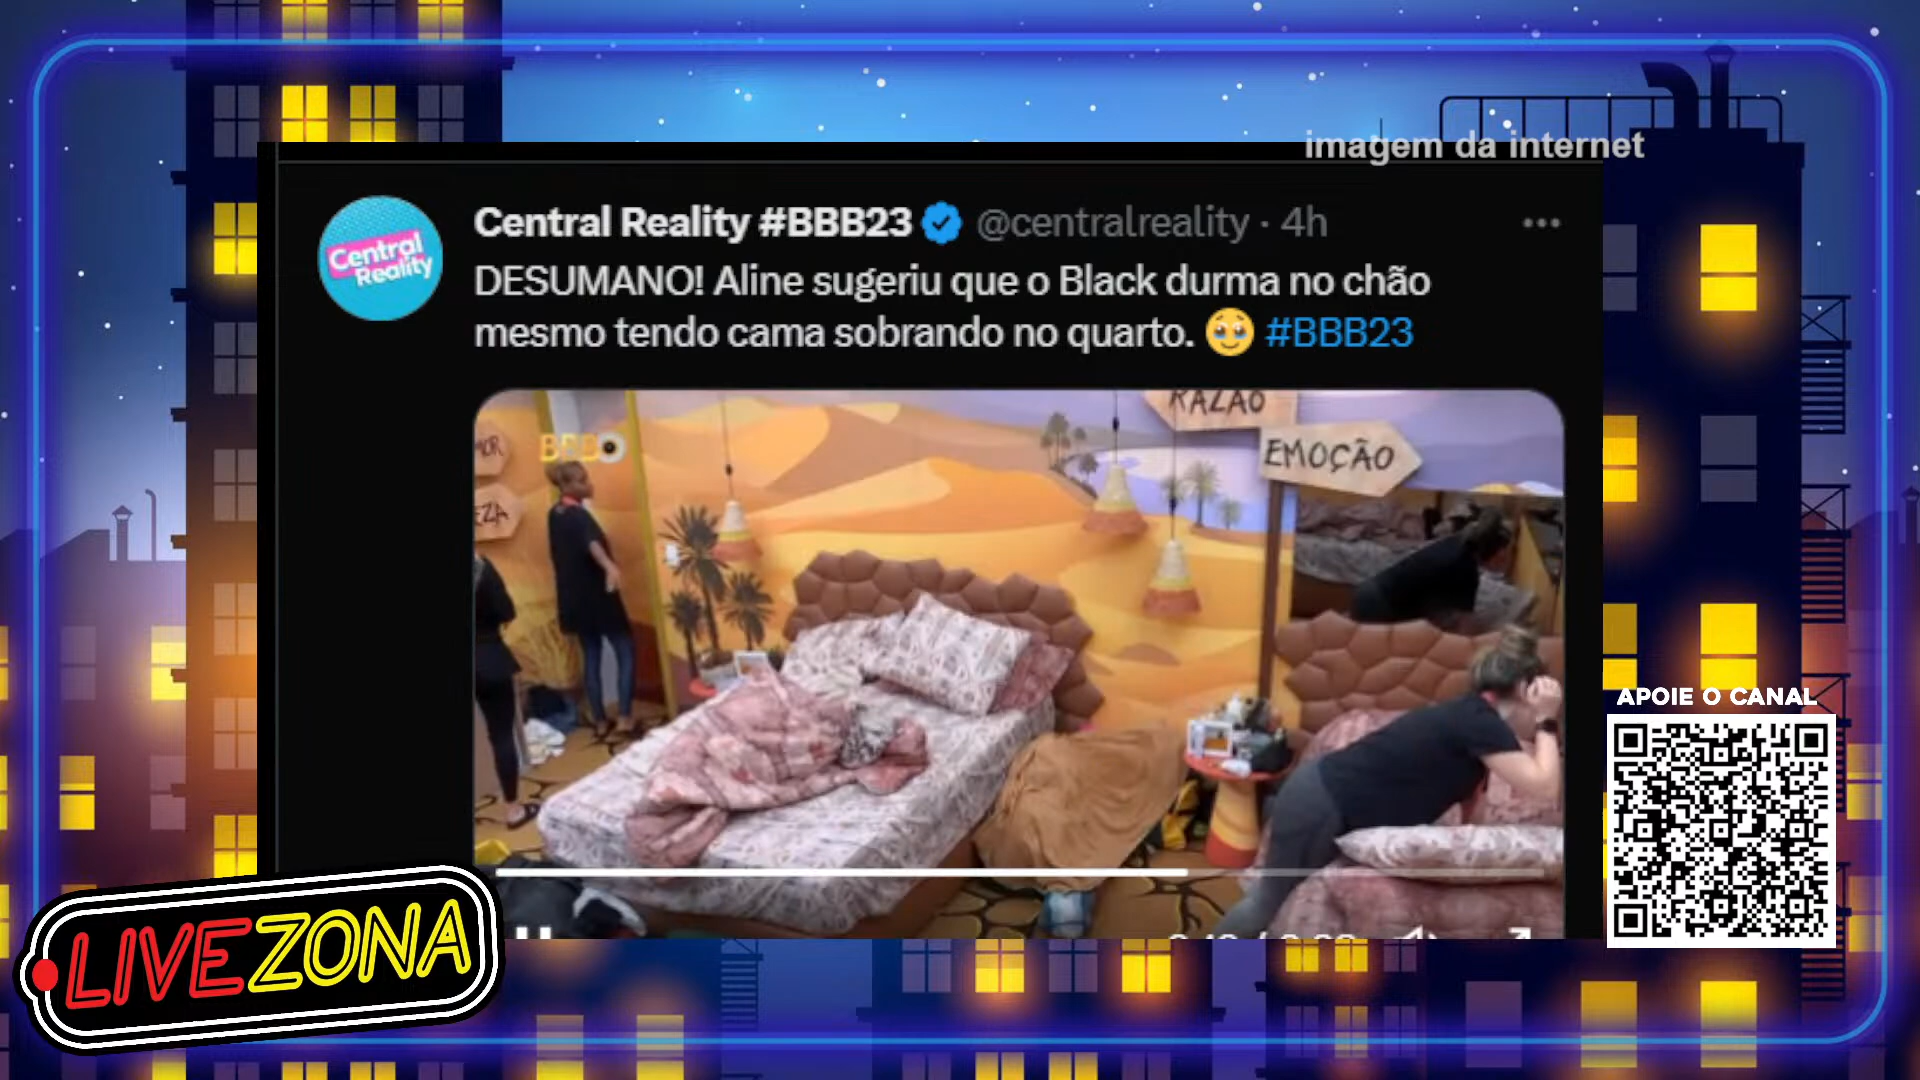 imagem da internet
Central Reality #BBB23 @centralreality · 4h
DESUMANO! Aline sugeriu que o Black durma no chão
mesmo tendo cama sobrando no quarto. 🥹 #BBB23
Central
Reality
RAZÃO
EMOÇÃO
BBB
EZA
APOIE O CANAL
LIVEZONA